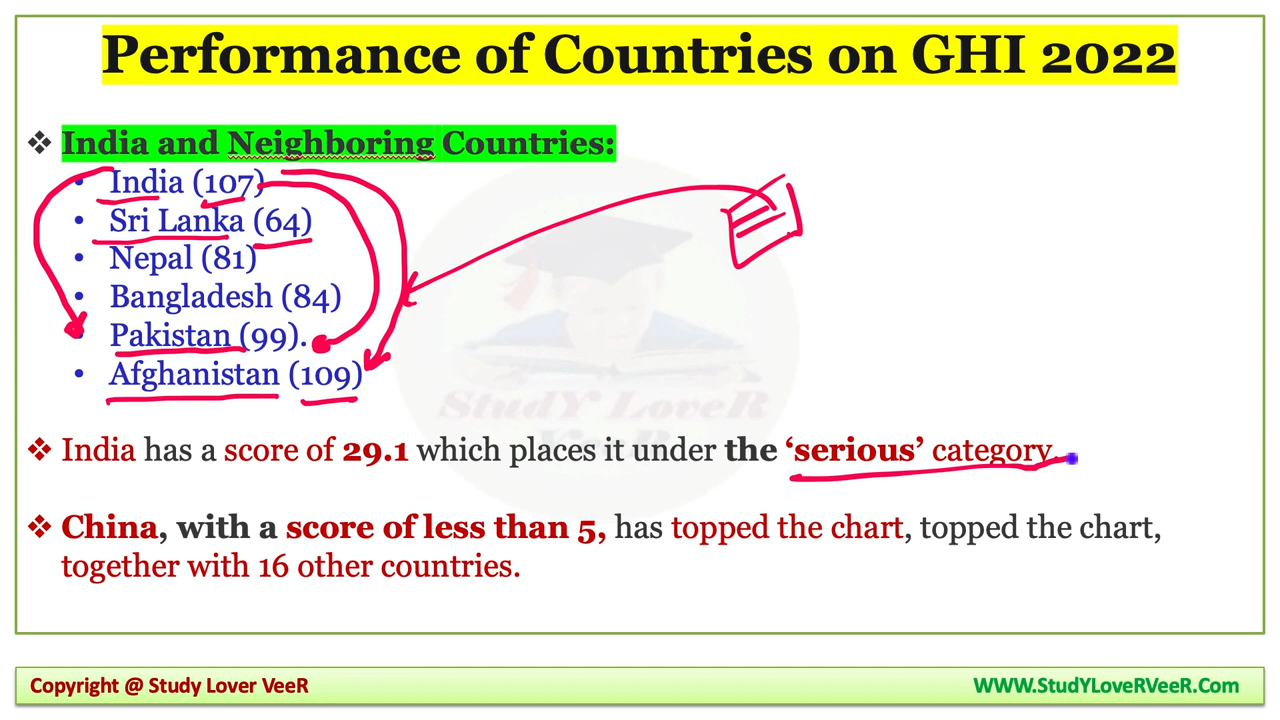 Performance of Countries on GHI 2022
❖ India and Neighboring Countries:
• India (107)
• Sri Lanka (64)
• Nepal (81)
• Bangladesh (84)
• Pakistan (99).
• Afghanistan (109)
StudY LoveR
VeeR
❖ India has a score of 29.1 which places it under the ‘serious’ category.
❖ China, with a score of less than 5, has topped the chart, topped the chart,
together with 16 other countries.
Copyright @ Study Lover VeeR
WWW.StudYLoveRVeeR.Com